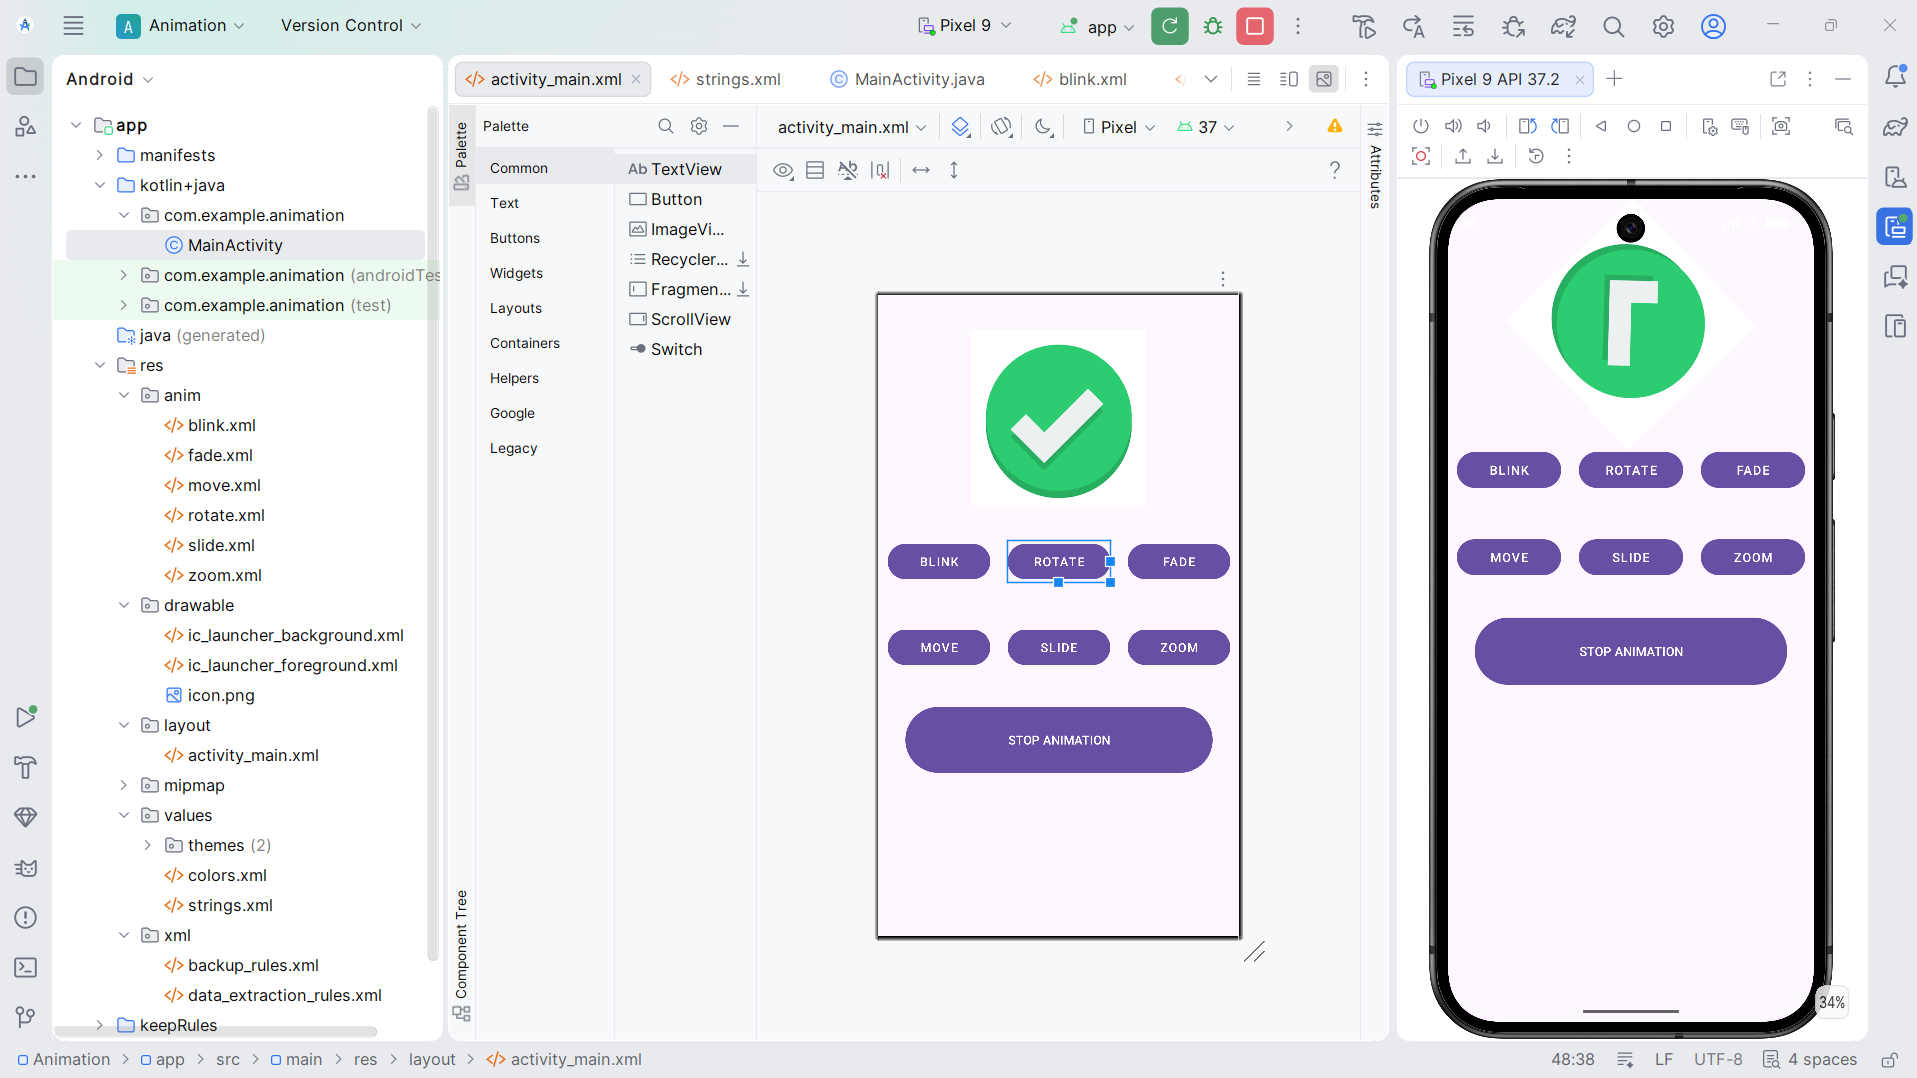 A Animation
Version Control
Pixel 9
app
Android
app
manifests
kotlin+java
com.example.animation
MainActivity
com.example.animation (androidTes
com.example.animation (test)
java (generated)
res
anim
blink.xml
fade.xml
move.xml
rotate.xml
slide.xml
zoom.xml
drawable
ic_launcher_background.xml
ic_launcher_foreground.xml
icon.png
layout
activity_main.xml
mipmap
values
themes (2)
colors.xml
strings.xml
xml
backup_rules.xml
data_extraction_rules.xml
keepRules
activity_main.xml
strings.xml
MainActivity.java
blink.xml
Palette
Component Tree
Palette
Common
Text
Buttons
Widgets
Layouts
Containers
Helpers
Google
Legacy
Ab TextView
Button
ImageVi...
Recycler...
Fragmen...
ScrollView
Switch
activity_main.xml
Pixel
37
Attributes
BLINK
ROTATE
FADE
MOVE
SLIDE
ZOOM
STOP ANIMATION
Pixel 9 API 37.2
BLINK
ROTATE
FADE
MOVE
SLIDE
ZOOM
STOP ANIMATION
34%
Animation > app > src > main > res > layout > activity_main.xml
48:38
LF
UTF-8
4 spaces